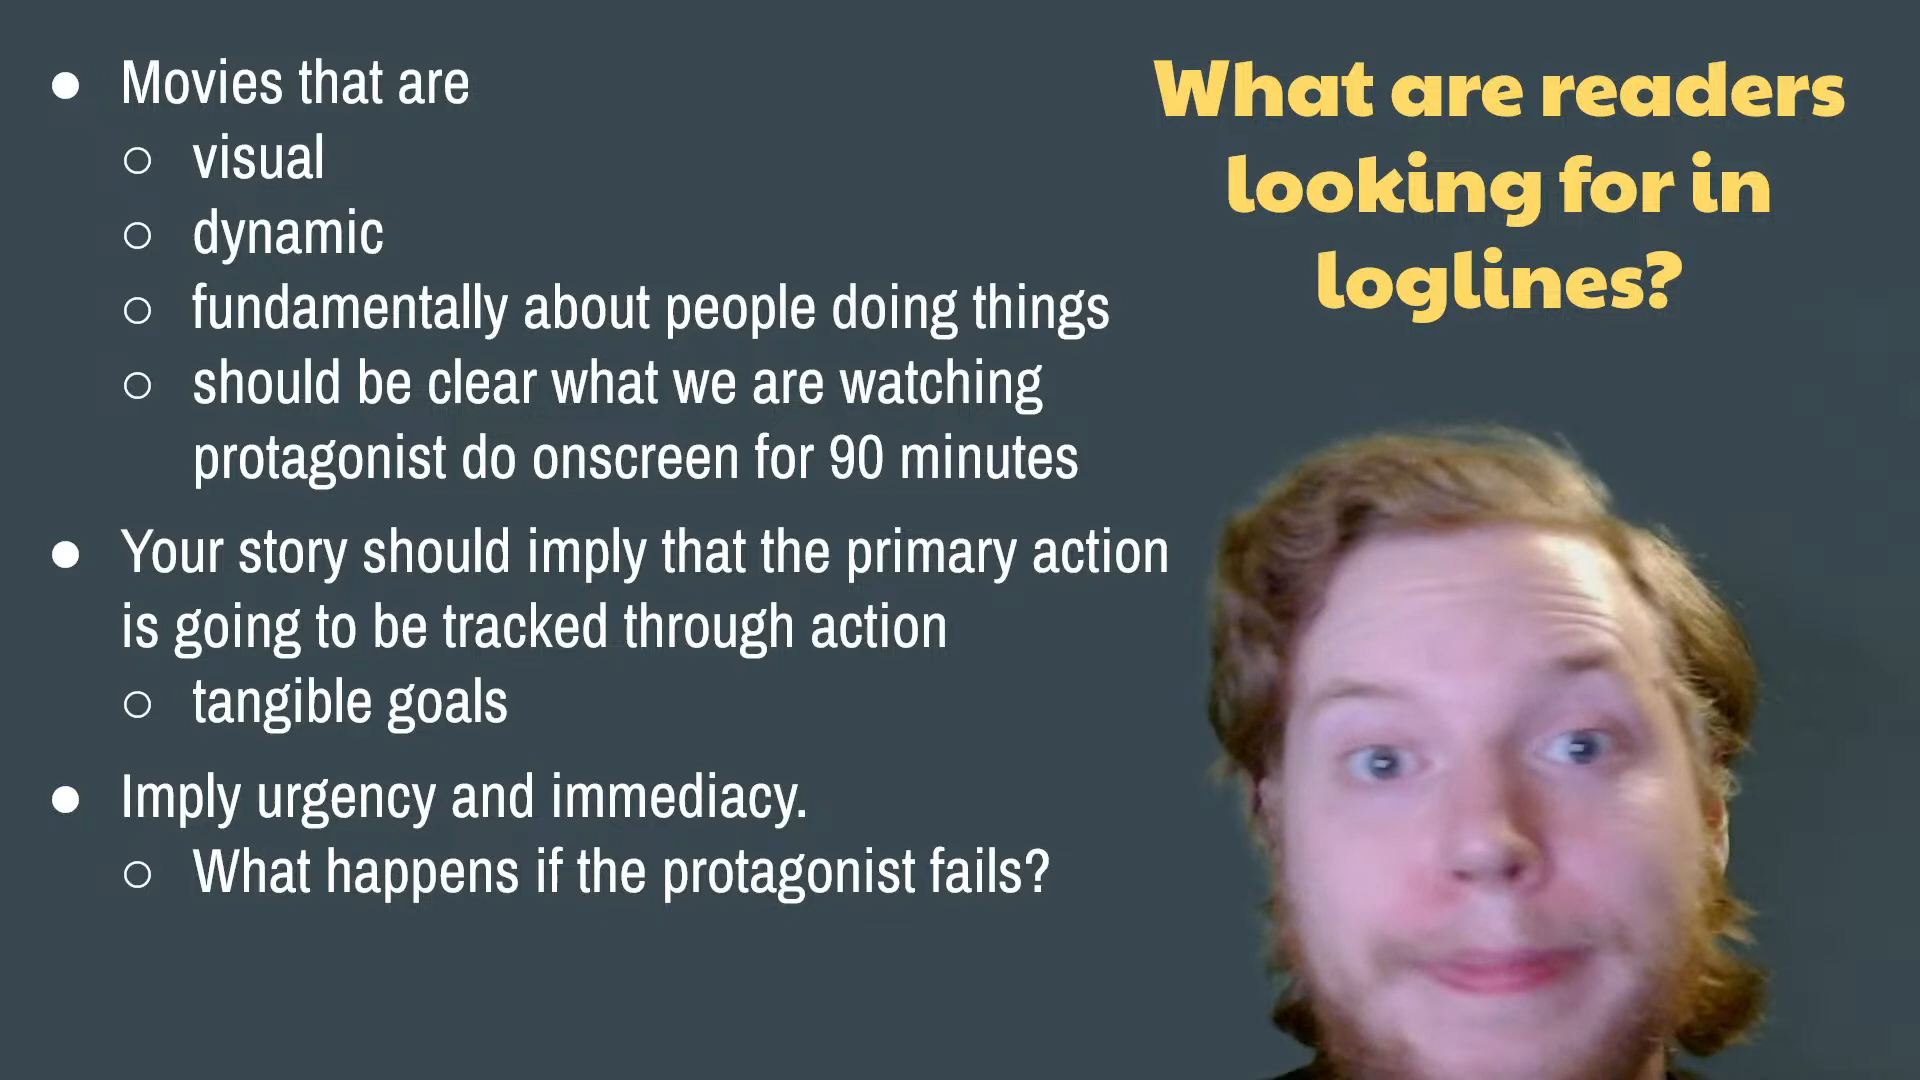 What are readers
looking for in
loglines?
● Movies that are
○ visual
○ dynamic
○ fundamentally about people doing things
○ should be clear what we are watching
protagonist do onscreen for 90 minutes
● Your story should imply that the primary action
is going to be tracked through action
○ tangible goals
● Imply urgency and immediacy.
○ What happens if the protagonist fails?